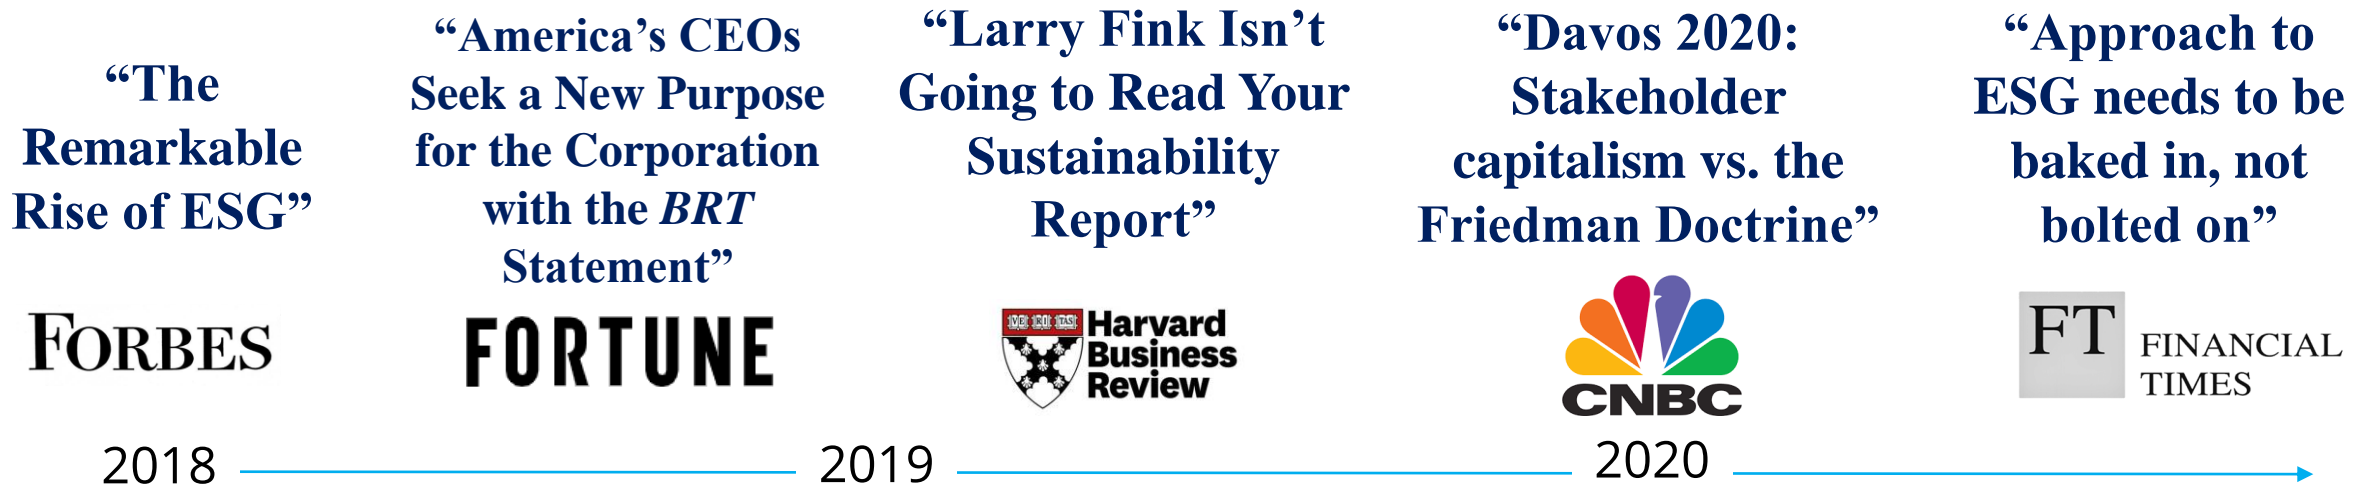 “The
Remarkable
Rise of ESG”
FORBES
“America’s CEOs
Seek a New Purpose
for the Corporation
with the BRT
Statement”
FORTUNE
“Larry Fink Isn’t
Going to Read Your
Sustainability
Report”
VE RI TAS
Harvard
Business
Review
“Davos 2020:
Stakeholder
capitalism vs. the
Friedman Doctrine”
CNBC
“Approach to
ESG needs to be
baked in, not
bolted on”
FT
FINANCIAL
TIMES
2018
2019
2020